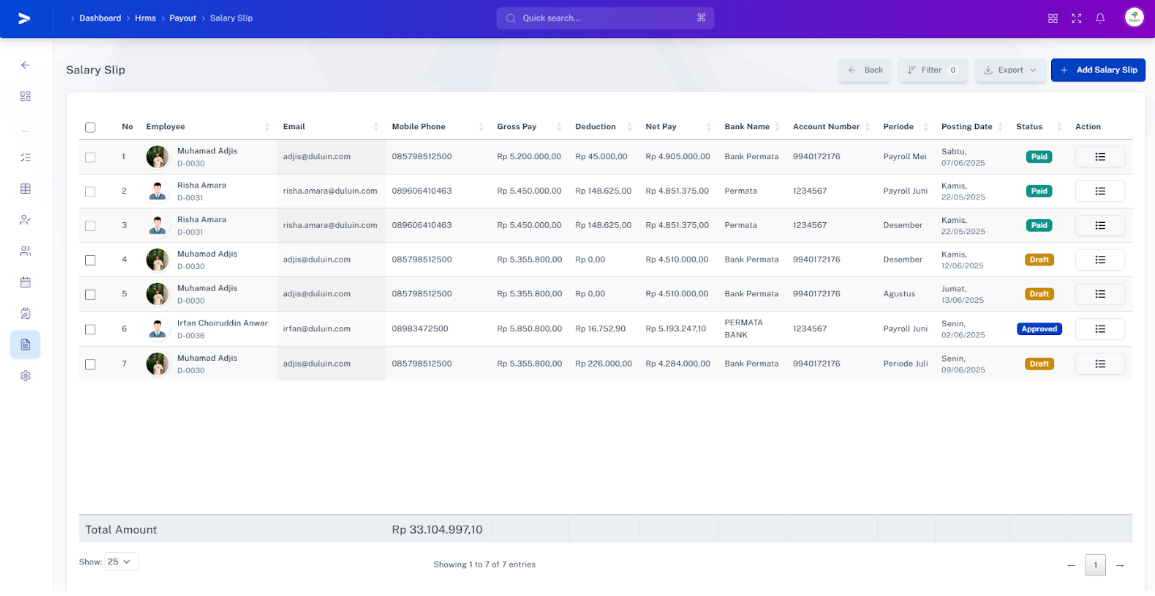 Dashboard > Hrms > Payout > Salary Slip
Quick search...
Salary Slip
Back
Filter 0
Export
+ Add Salary Slip
No Employee Email Mobile Phone Gross Pay Deduction Net Pay Bank Name Account Number Periode Posting Date Status Action
1 Muhamad Adjis D-0030 adjis@duluin.com 085798512500 Rp 5.200.000,00 Rp 45.000,00 Rp 4.905.000,00 Bank Permata 9940172176 Payroll Mei Sabtu, 07/06/2025 Paid
2 Risha Amara D-0031 risha.amara@duluin.com 089606410463 Rp 5.450.000,00 Rp 148.625,00 Rp 4.851.375,00 Permata 1234567 Payroll Juni Kamis, 22/05/2025 Paid
3 Risha Amara D-0031 risha.amara@duluin.com 089606410463 Rp 5.450.000,00 Rp 148.625,00 Rp 4.851.375,00 Permata 1234567 Desember Kamis, 22/05/2025 Paid
4 Muhamad Adjis D-0030 adjis@duluin.com 085798512500 Rp 5.355.800,00 Rp 0,00 Rp 4.510.000,00 Bank Permata 9940172176 Desember Kamis, 12/06/2025 Draft
5 Muhamad Adjis D-0030 adjis@duluin.com 085798512500 Rp 5.355.800,00 Rp 0,00 Rp 4.510.000,00 Bank Permata 9940172176 Agustus Jumat, 13/06/2025 Draft
6 Irfan Choiruddin Anwar D-0036 irfan@duluin.com 08983472500 Rp 5.850.800,00 Rp 16.752,90 Rp 5.193.247,10 PERMATA BANK 1234567 Payroll Juni Senin, 02/06/2025 Approved
7 Muhamad Adjis D-0030 adjis@duluin.com 085798512500 Rp 5.355.800,00 Rp 226.000,00 Rp 4.284.000,00 Bank Permata 9940172176 Periode Juli Senin, 09/06/2025 Draft
Total Amount Rp 33.104.997,10
Show: 25
Showing 1 to 7 of 7 entries
← 1 →